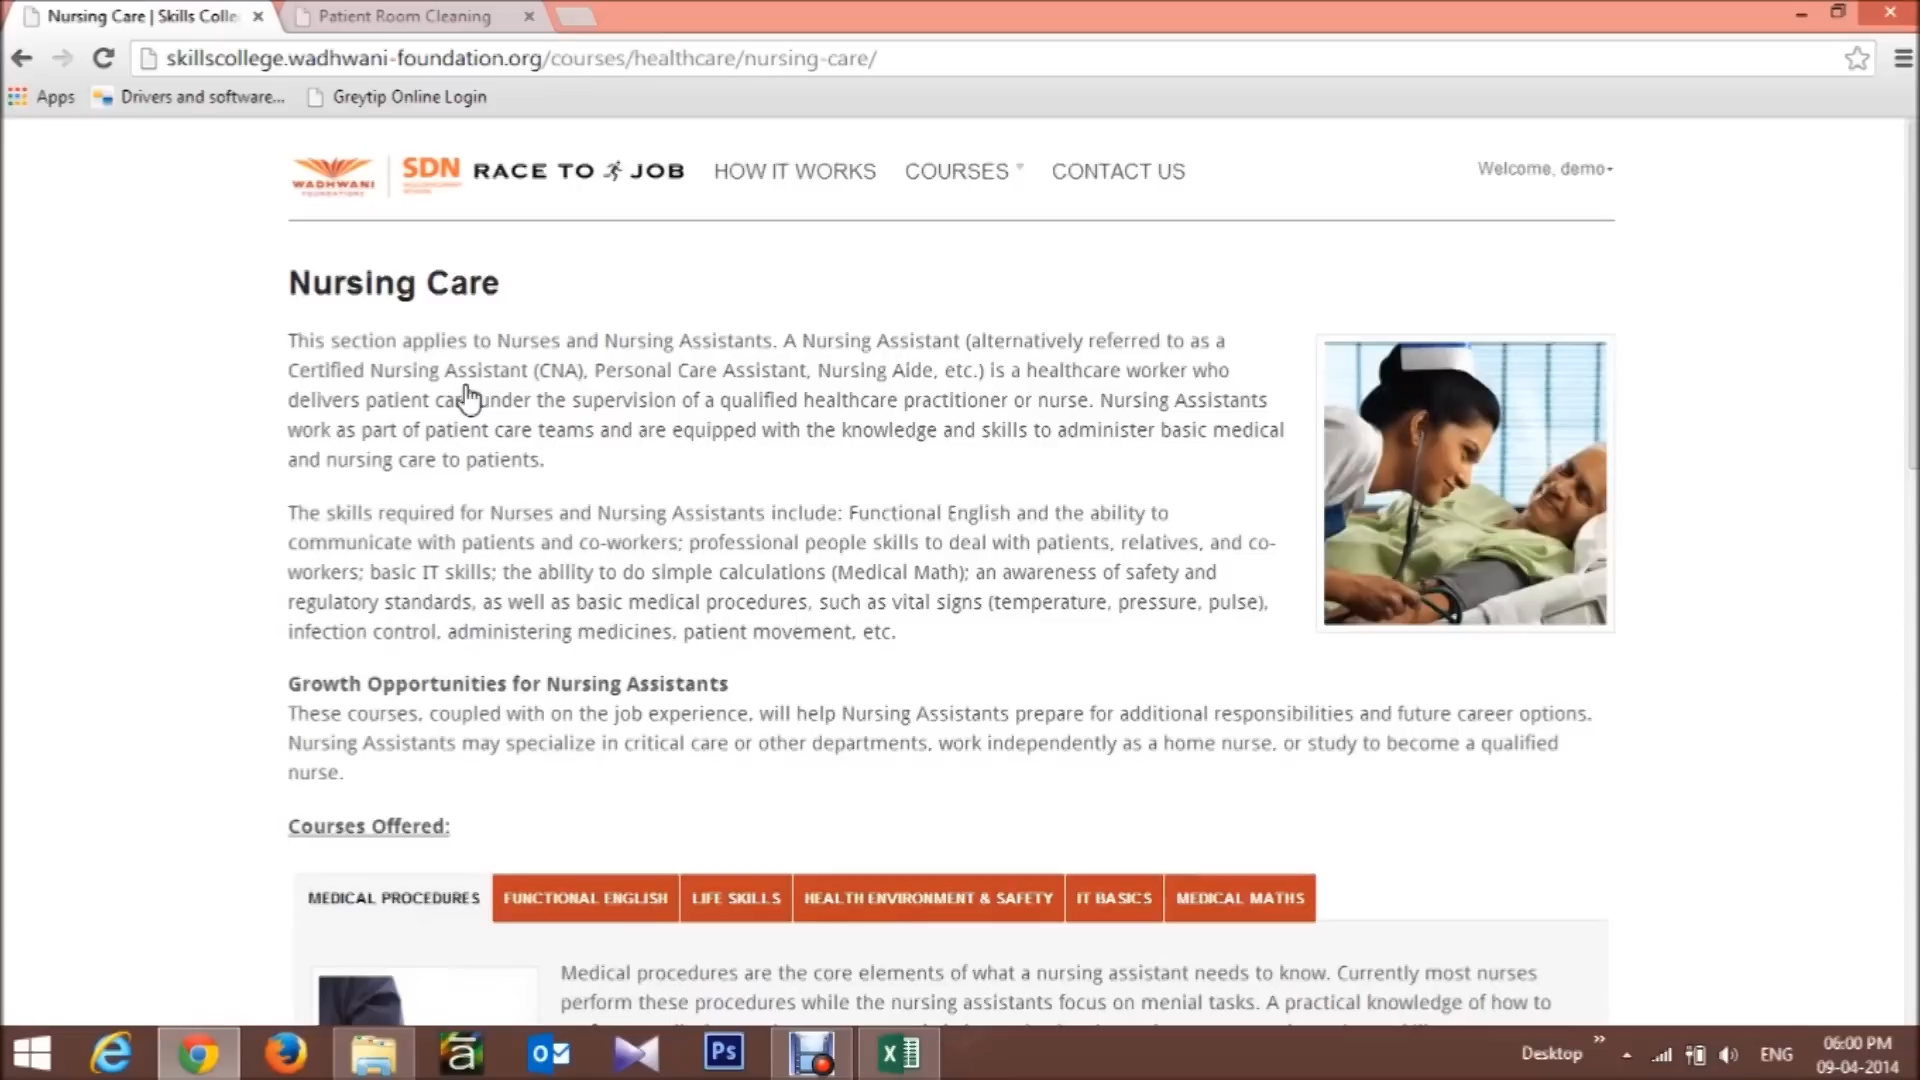 Nursing Care | Skills Colle
Patient Room Cleaning
skillscollege.wadhwani-foundation.org/courses/healthcare/nursing-care/
Apps
Drivers and software...
Greytip Online Login
WADHWANI
FOUNDATION
SDN
RACE TO JOB
HOW IT WORKS
COURSES
CONTACT US
Welcome, demo
Nursing Care
This section applies to Nurses and Nursing Assistants. A Nursing Assistant (alternatively referred to as a
Certified Nursing Assistant (CNA), Personal Care Assistant, Nursing Aide, etc.) is a healthcare worker who
delivers patient care under the supervision of a qualified healthcare practitioner or nurse. Nursing Assistants
work as part of patient care teams and are equipped with the knowledge and skills to administer basic medical
and nursing care to patients.
The skills required for Nurses and Nursing Assistants include: Functional English and the ability to
communicate with patients and co-workers; professional people skills to deal with patients, relatives, and co-
workers; basic IT skills; the ability to do simple calculations (Medical Math); an awareness of safety and
regulatory standards, as well as basic medical procedures, such as vital signs (temperature, pressure, pulse),
infection control, administering medicines, patient movement, etc.
Growth Opportunities for Nursing Assistants
These courses, coupled with on the job experience, will help Nursing Assistants prepare for additional responsibilities and future career options.
Nursing Assistants may specialize in critical care or other departments, work independently as a home nurse, or study to become a qualified
nurse.
Courses Offered:
MEDICAL PROCEDURES
FUNCTIONAL ENGLISH
LIFE SKILLS
HEALTH ENVIRONMENT & SAFETY
IT BASICS
MEDICAL MATHS
Medical procedures are the core elements of what a nursing assistant needs to know. Currently most nurses
perform these procedures while the nursing assistants focus on menial tasks. A practical knowledge of how to
Desktop
ENG
06:00 PM
09-04-2014